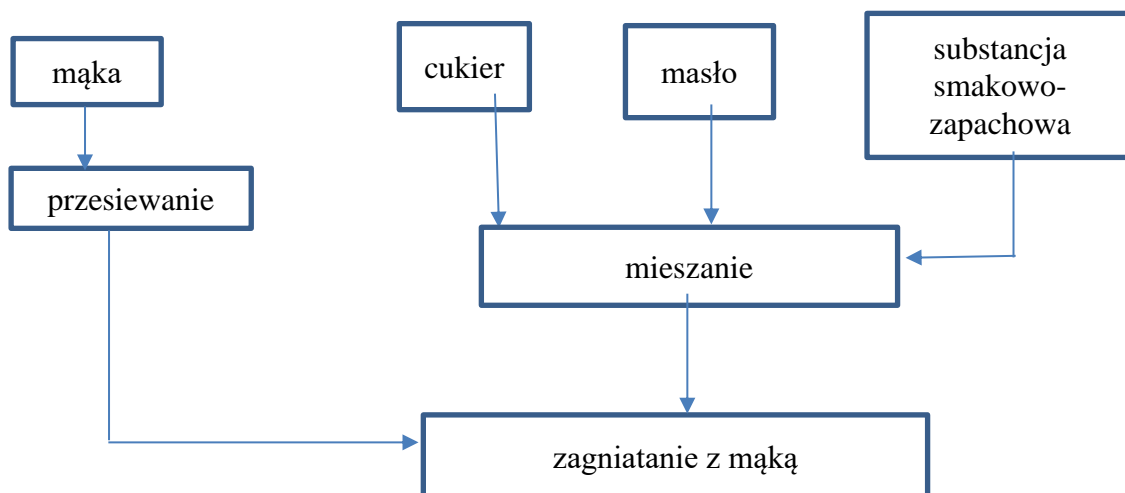 mąka
cukier
masło
substancja
smakowo-
zapachowa
przesiewanie
mieszanie
zagniatanie z mąką